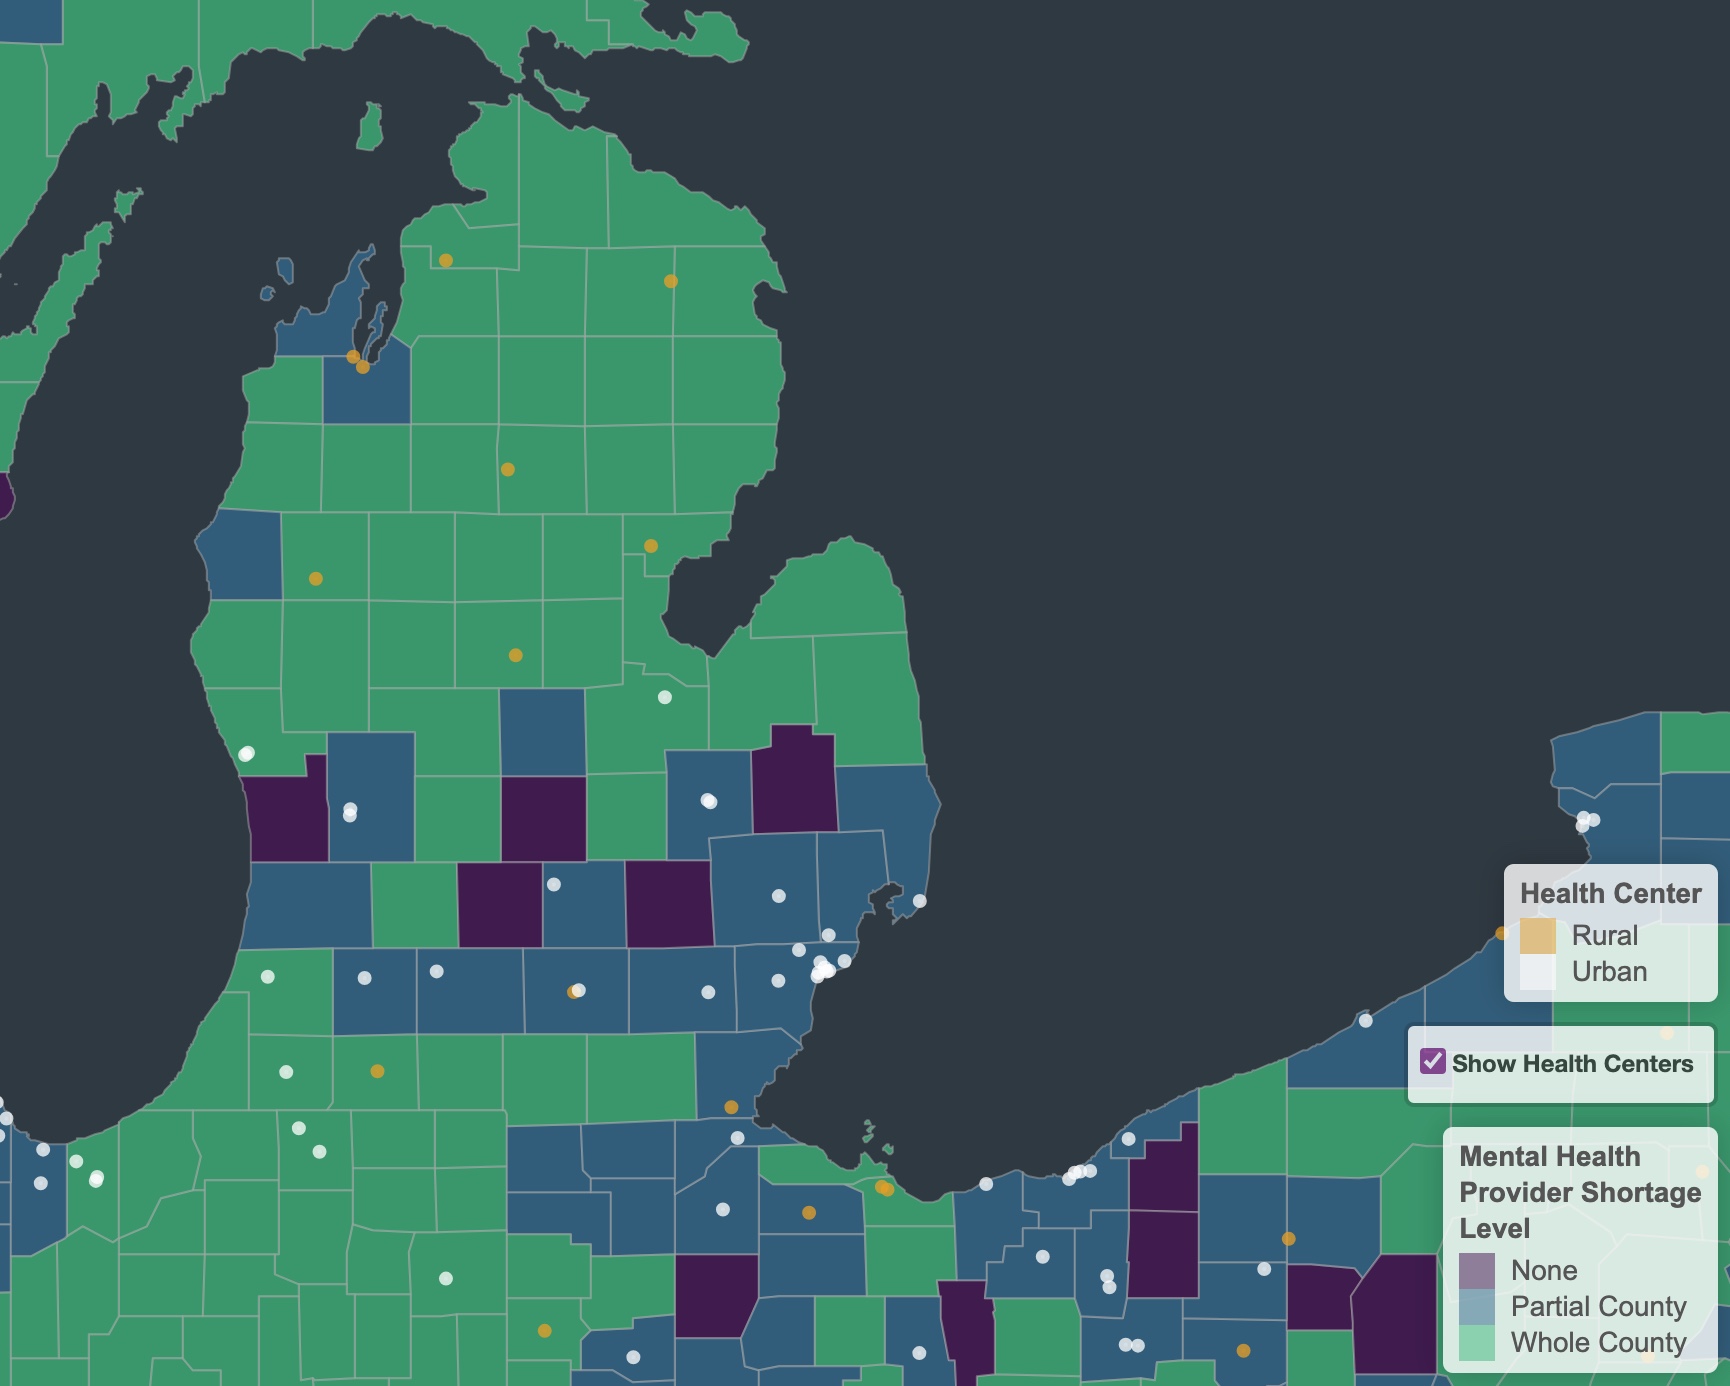 Health Center
Rural
Urban
Show Health Centers
Mental Health
Provider Shortage
Level
None
Partial County
Whole County